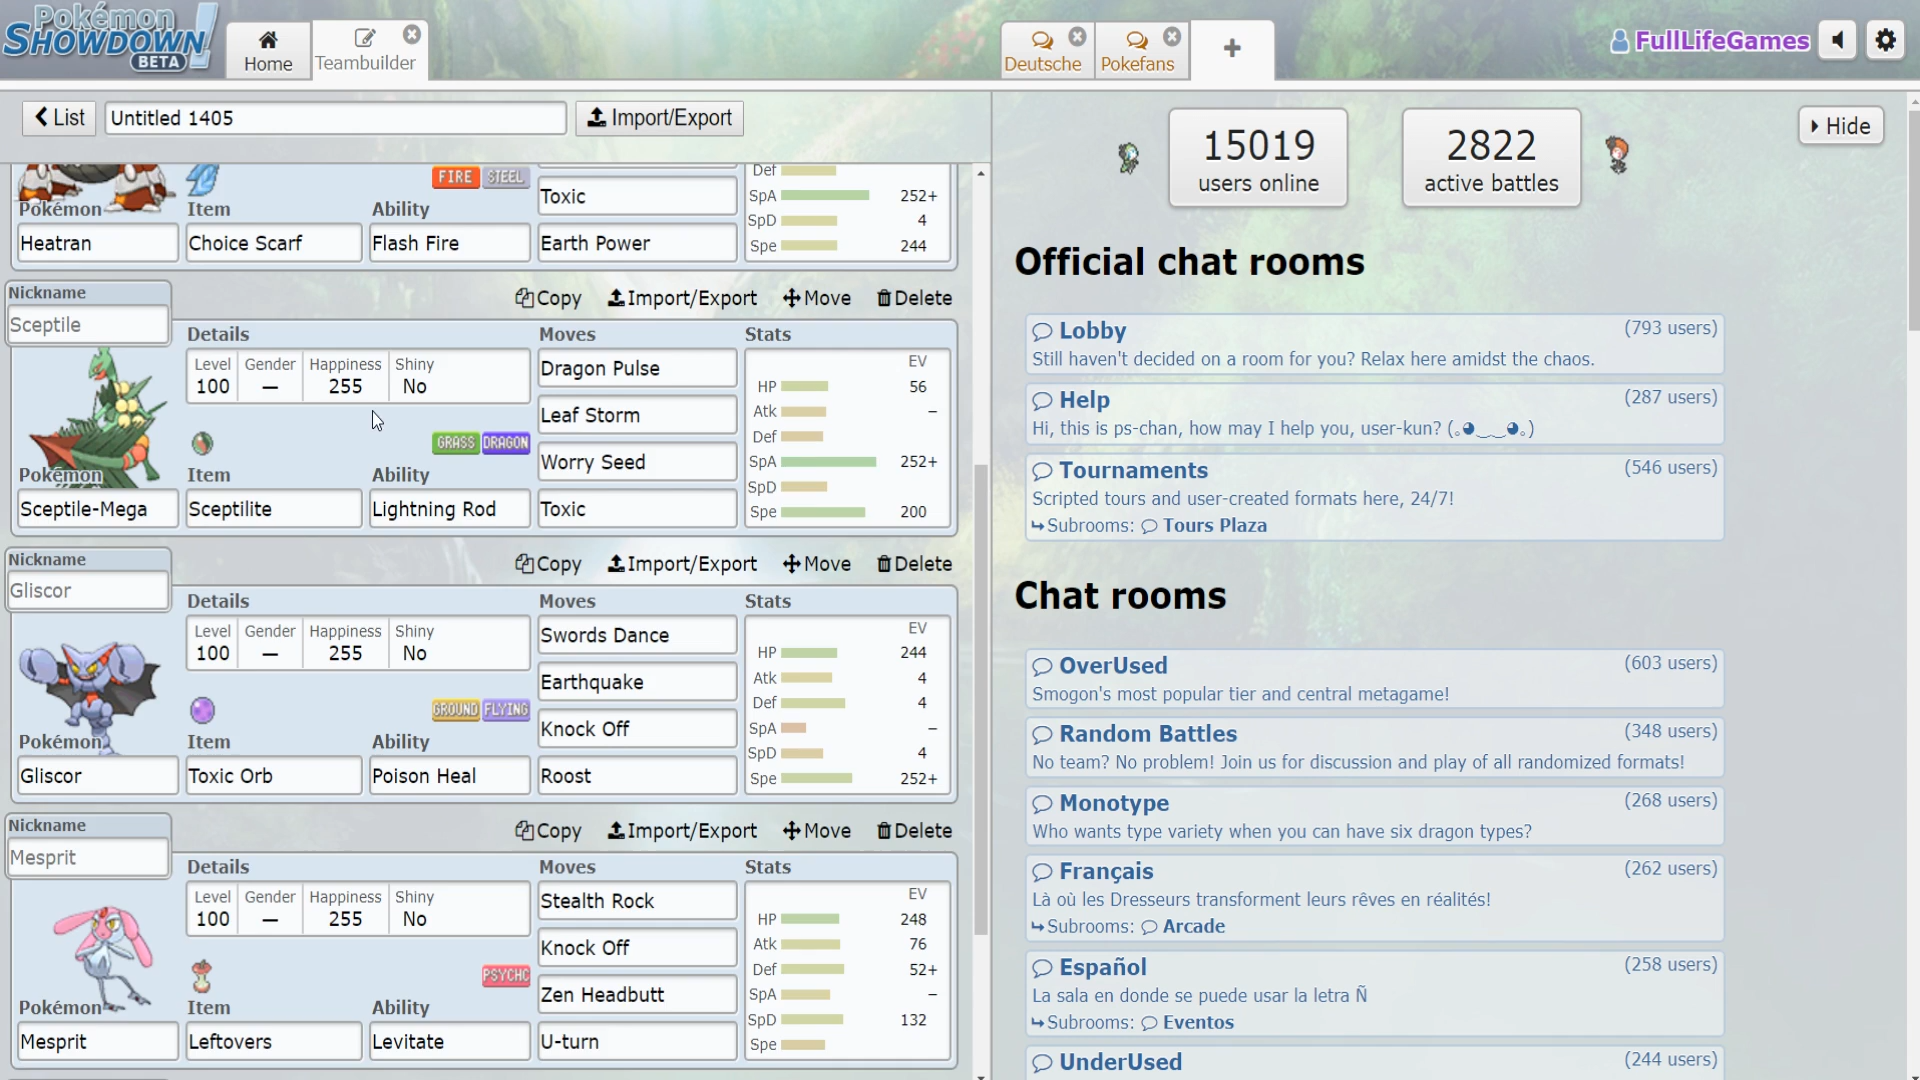 Pokémon
SHOWDOWN!
BETA
Home
Teambuilder
Deutsche
Pokefans
+
FullLifeGames
List
Untitled 1405
Import/Export
FIRE STEEL
Pokémon
Item
Ability
Heatran
Choice Scarf
Flash Fire
Toxic
Earth Power
Def
SpA 252+
SpD 4
Spe 244
Nickname
Sceptile
Copy Import/Export Move Delete
Details
Moves
Stats
Level Gender Happiness Shiny
100 — 255 No
GRASS DRAGON
Pokémon
Item
Ability
Sceptile-Mega
Sceptilite
Lightning Rod
Dragon Pulse
Leaf Storm
Worry Seed
Toxic
EV
HP 56
Atk –
Def
SpA 252+
SpD
Spe 200
Nickname
Gliscor
Copy Import/Export Move Delete
Details
Moves
Stats
Level Gender Happiness Shiny
100 — 255 No
GROUND FLYING
Pokémon
Item
Ability
Gliscor
Toxic Orb
Poison Heal
Swords Dance
Earthquake
Knock Off
Roost
EV
HP 244
Atk 4
Def 4
SpA –
SpD 4
Spe 252+
Nickname
Mesprit
Copy Import/Export Move Delete
Details
Moves
Stats
Level Gender Happiness Shiny
100 — 255 No
PSYCHC
Pokémon
Item
Ability
Mesprit
Leftovers
Levitate
Stealth Rock
Knock Off
Zen Headbutt
U-turn
EV
HP 248
Atk 76
Def 52+
SpA –
SpD 132
Spe
15019
users online
2822
active battles
Hide
Official chat rooms
Lobby (793 users)
Still haven't decided on a room for you? Relax here amidst the chaos.
Help (287 users)
Hi, this is ps-chan, how may I help you, user-kun? (｡◕‿‿◕｡)
Tournaments (546 users)
Scripted tours and user-created formats here, 24/7!
Subrooms: Tours Plaza
Chat rooms
OverUsed (603 users)
Smogon's most popular tier and central metagame!
Random Battles (348 users)
No team? No problem! Join us for discussion and play of all randomized formats!
Monotype (268 users)
Who wants type variety when you can have six dragon types?
Français (262 users)
Là où les Dresseurs transforment leurs rêves en réalités!
Subrooms: Arcade
Español (258 users)
La sala en donde se puede usar la letra Ñ
Subrooms: Eventos
UnderUsed (244 users)